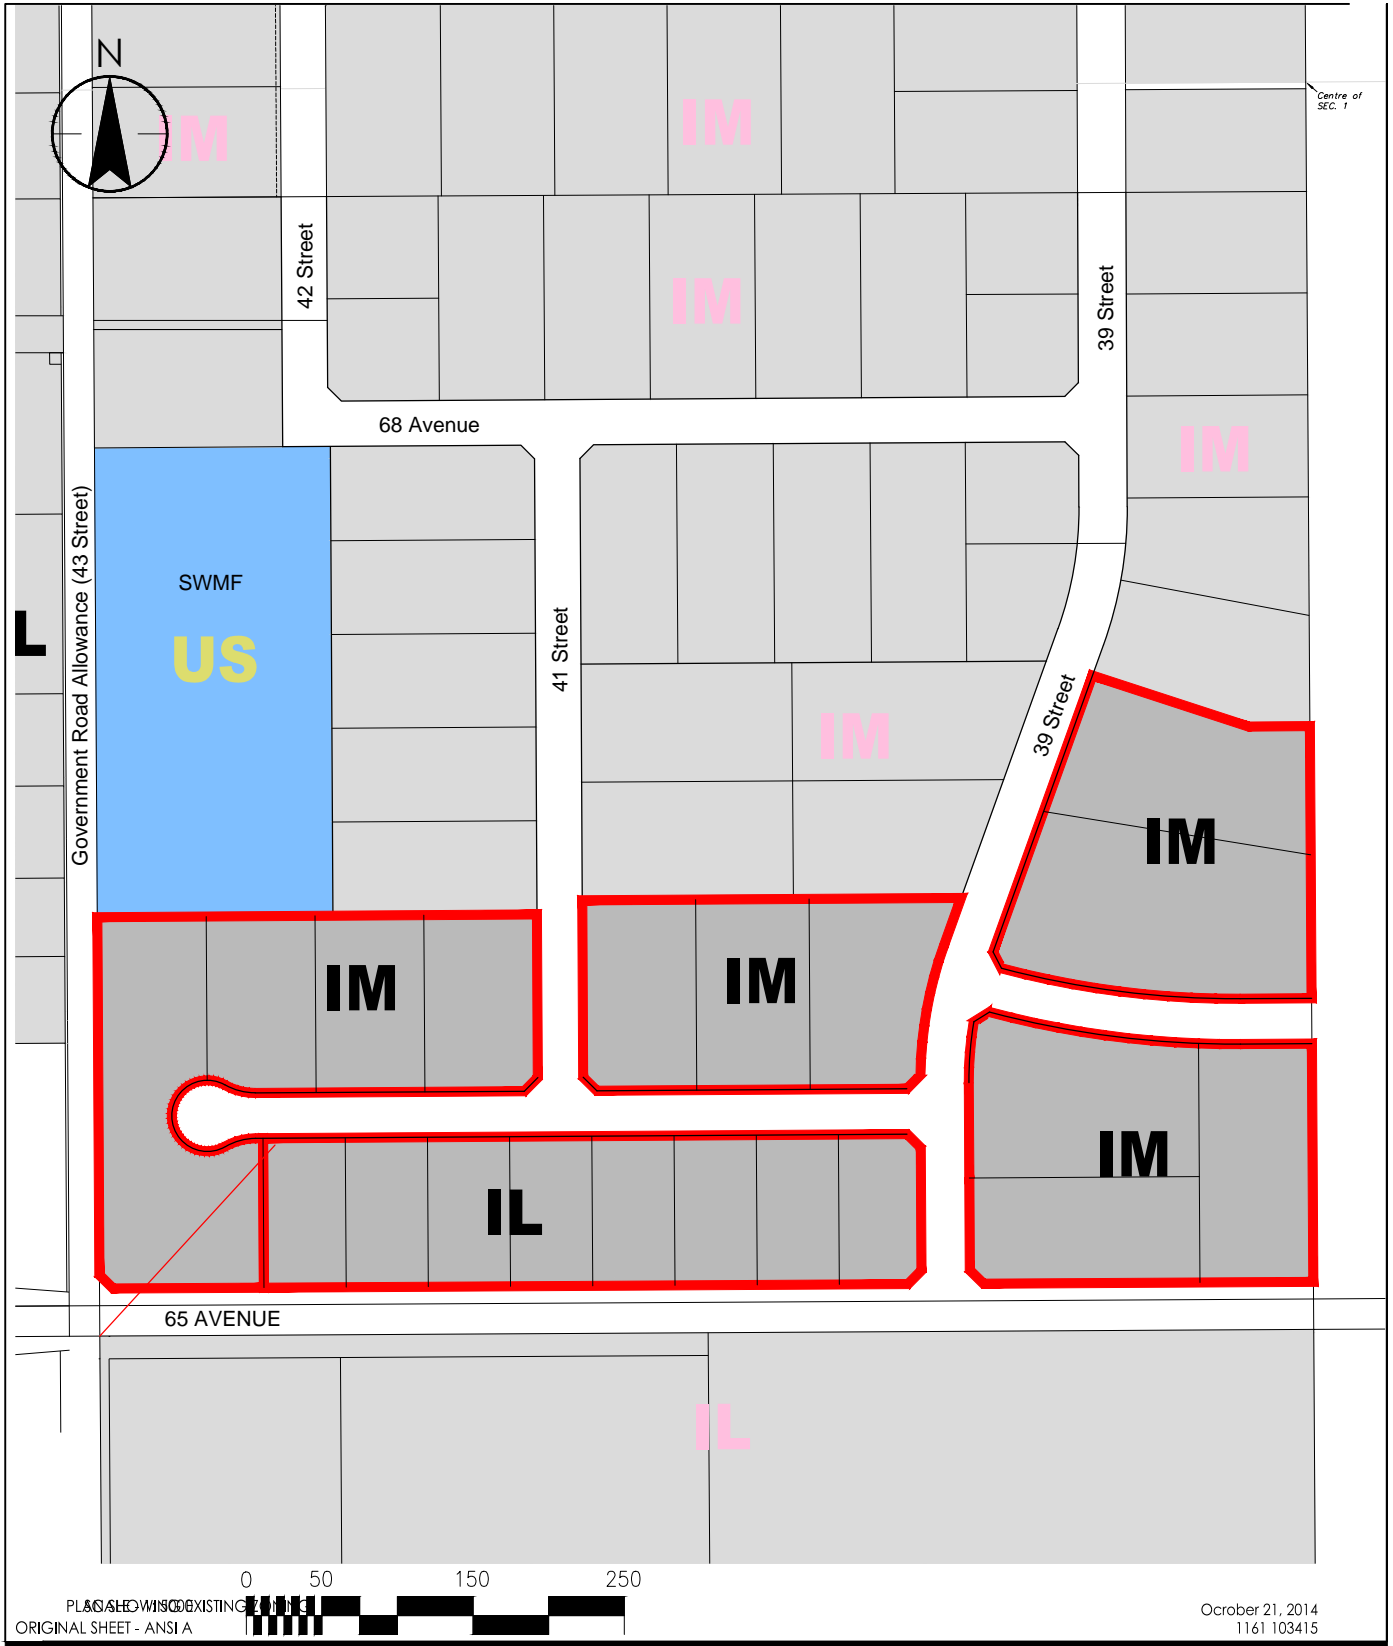 N
Centre of
SEC. 1
IM
IM
42 Street
39 Street
IM
68 Avenue
IM
Government Road Allowance (43 Street)
SWMF
US
L
41 Street
39 Street
IM
IM
IM
IM
IM
IL
65 AVENUE
IL
0 50 150 250
ORIGINAL SHEET - ANSI A
Ocrober 21, 2014
1161 103415